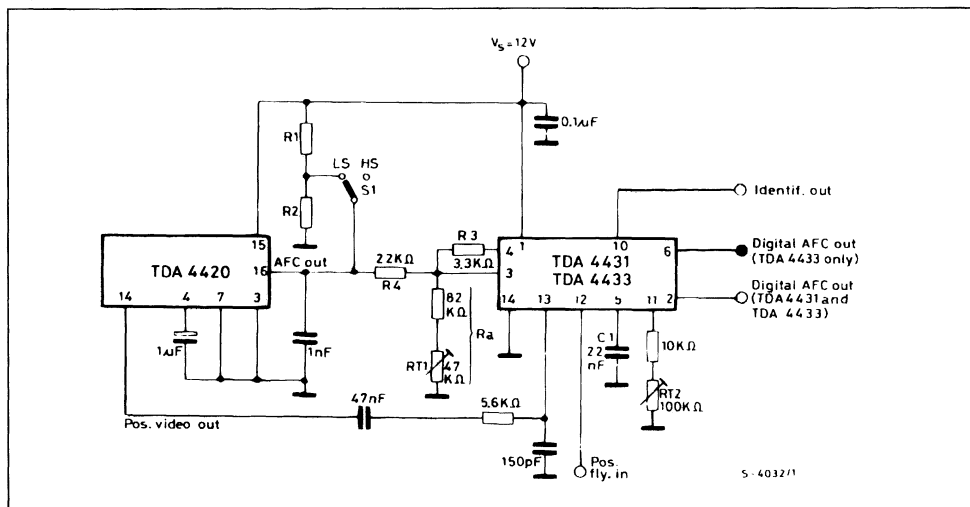 Vs=12V
0.1µF
R1
LS HS
S1
R2
15
TDA 4420
16
AFC out
14 4 7 3
1µF
1nF
22KΩ
R4
R3
3.3KΩ
82
KΩ
Ra
RT1
47
KΩ
4 1 10 6
TDA 4431
TDA 4433
3 2
14 13 12 5 11
Identif. out
Digital AFC out
(TDA 4433 only)
Digital AFC out
(TDA4431 and
TDA 4433)
C1
22
nF
10KΩ
RT2
100KΩ
Pos. video out
47nF
5.6KΩ
150pF
Pos.
fly. in
S-4032/1